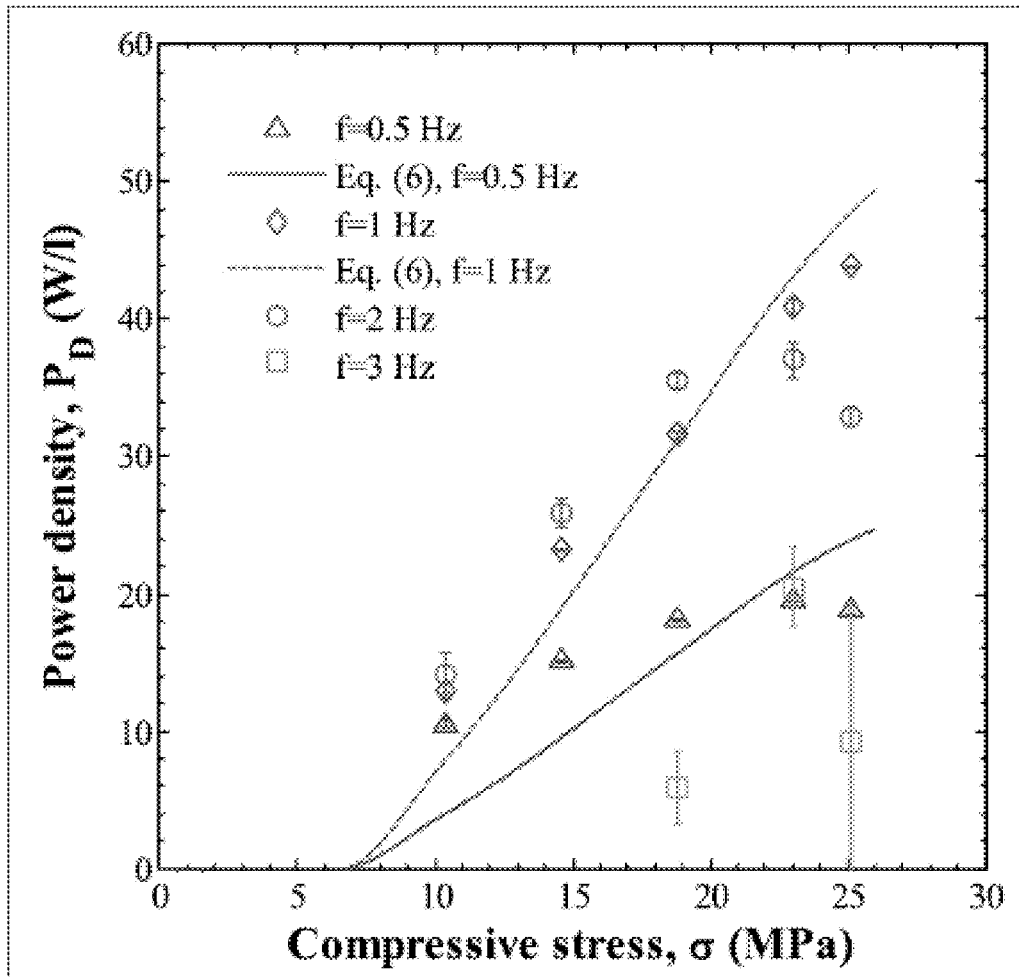 60
50
40
30
20
10
0
0 5 10 15 20 25 30
Power density, P_D (W/l)
Compressive stress, σ (MPa)
f=0.5 Hz
Eq. (6), f=0.5 Hz
f=1 Hz
Eq. (6), f=1 Hz
f=2 Hz
f=3 Hz